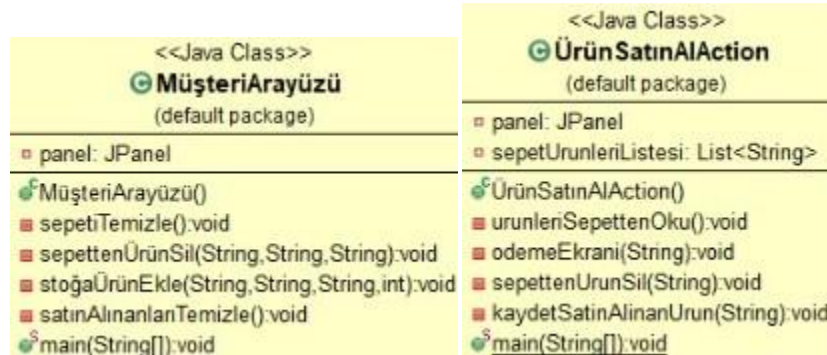 <<Java Class>>
MüşteriArayüzü
(default package)
panel: JPanel
MüşteriArayüzü()
sepetiTemizle():void
sepettenÜrünSil(String,String,String):void
stoğaÜrünEkle(String,String,String,int):void
satınAlınanlarıTemizle():void
main(String[]):void
<<Java Class>>
ÜrünSatınAlAction
(default package)
panel: JPanel
sepetUrunleriListesi: List<String>
ÜrünSatınAlAction()
urunleriSepettenOku():void
odemeEkrani(String):void
sepettenUrunSil(String):void
kaydetSatinAlinanUrun(String):void
main(String[]):void